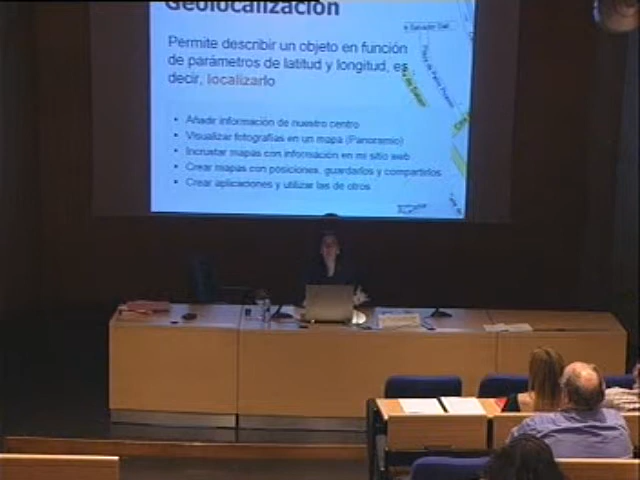 Geolocalización
Permite describir un objeto en función
de parámetros de latitud y longitud, es
decir, localizarlo
• Añadir información de nuestro centro
• Visualizar fotografías en un mapa (Panoramio)
• Incrustar mapas con información en mi sitio web
• Crear mapas con posiciones, guardarlos y compartirlos
• Crear aplicaciones y utilizar las de otros